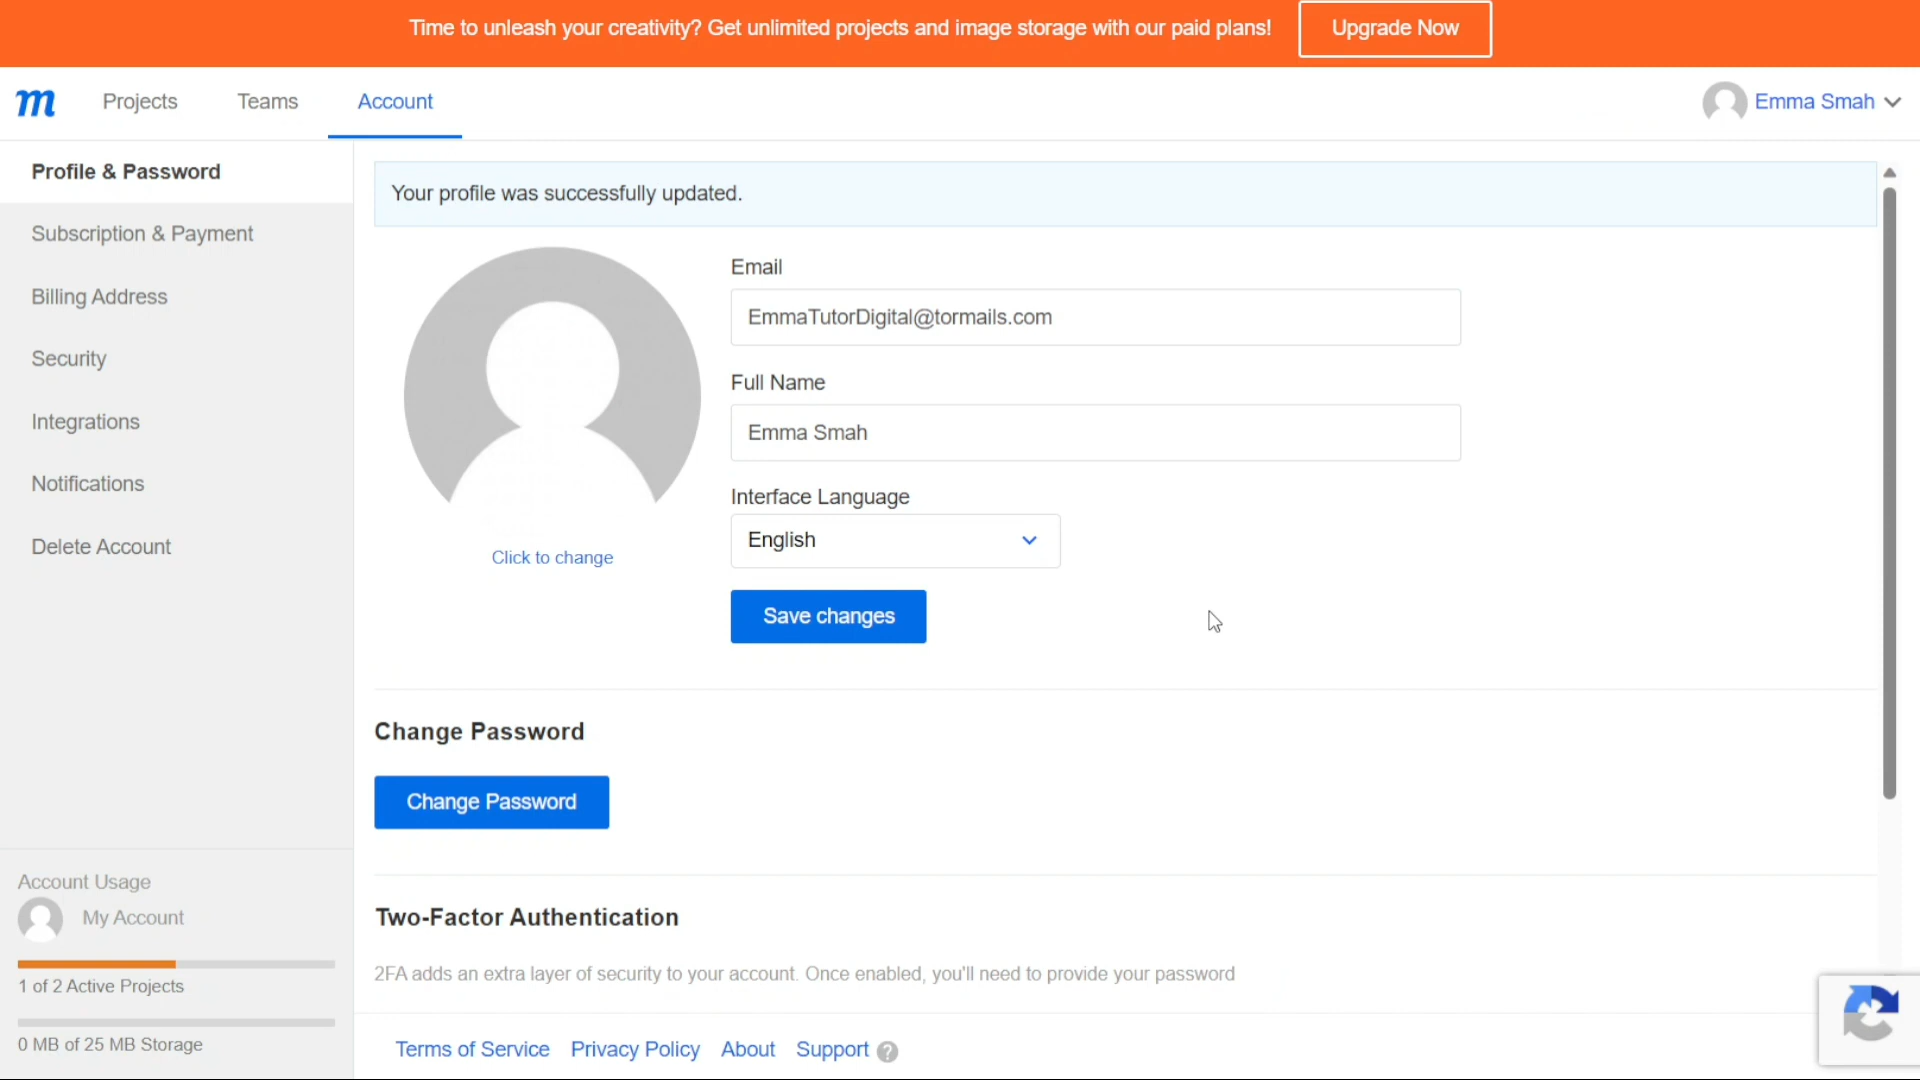 Time to unleash your creativity? Get unlimited projects and image storage with our paid plans!
Upgrade Now
m
Projects
Teams
Account
Emma Smah
Profile & Password
Subscription & Payment
Billing Address
Security
Integrations
Notifications
Delete Account
Your profile was successfully updated.
Click to change
Email
EmmaTutorDigital@tormails.com
Full Name
Emma Smah
Interface Language
English
Save changes
Change Password
Change Password
Two-Factor Authentication
2FA adds an extra layer of security to your account. Once enabled, you'll need to provide your password
Account Usage
My Account
1 of 2 Active Projects
0 MB of 25 MB Storage
Terms of Service
Privacy Policy
About
Support ?